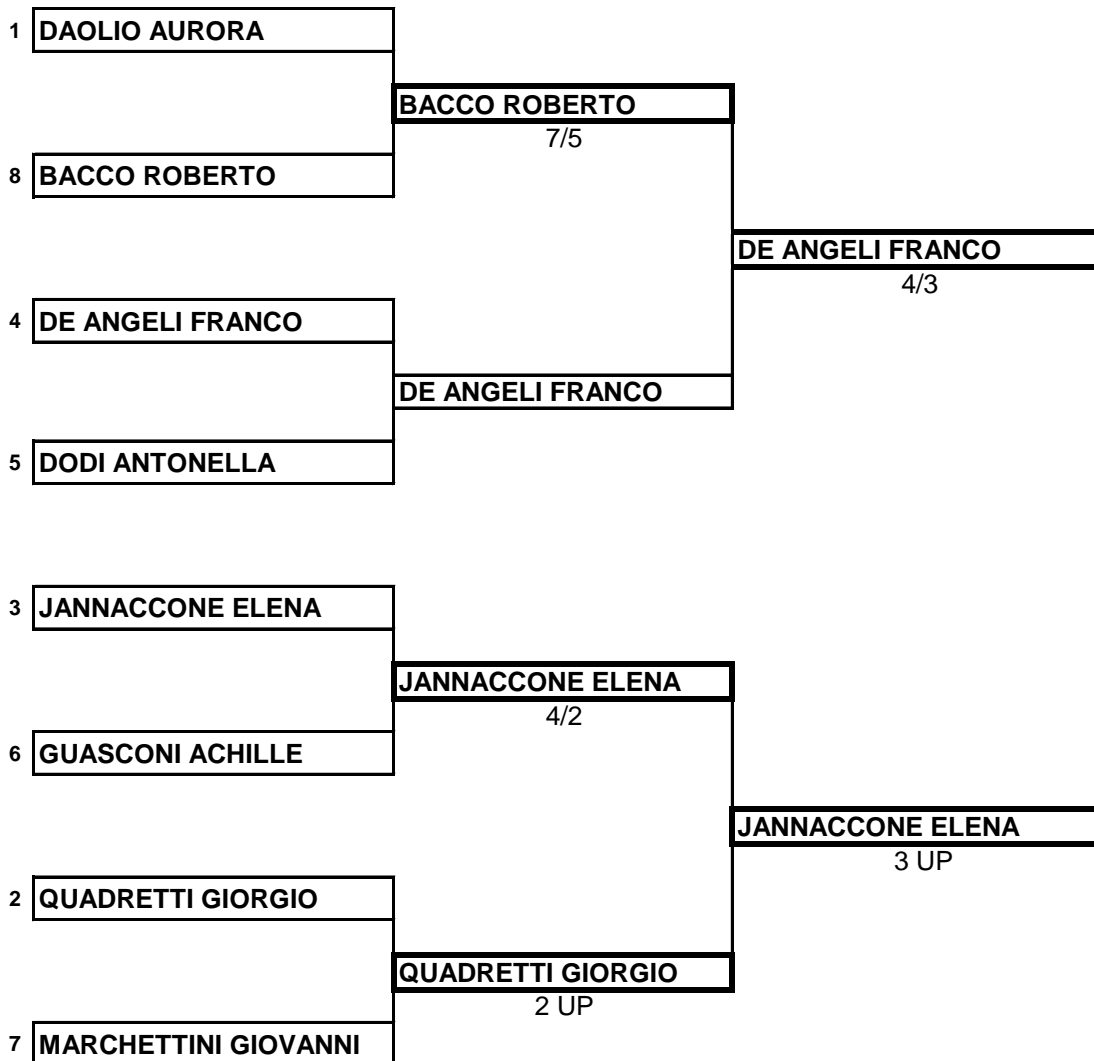 1 DAOLIO AURORA
BACCO ROBERTO
7/5
8 BACCO ROBERTO
DE ANGELI FRANCO
4/3
4 DE ANGELI FRANCO
DE ANGELI FRANCO
5 DODI ANTONELLA
3 JANNACCONE ELENA
JANNACCONE ELENA
4/2
6 GUASCONI ACHILLE
JANNACCONE ELENA
3 UP
2 QUADRETTI GIORGIO
QUADRETTI GIORGIO
2 UP
7 MARCHETTINI GIOVANNI